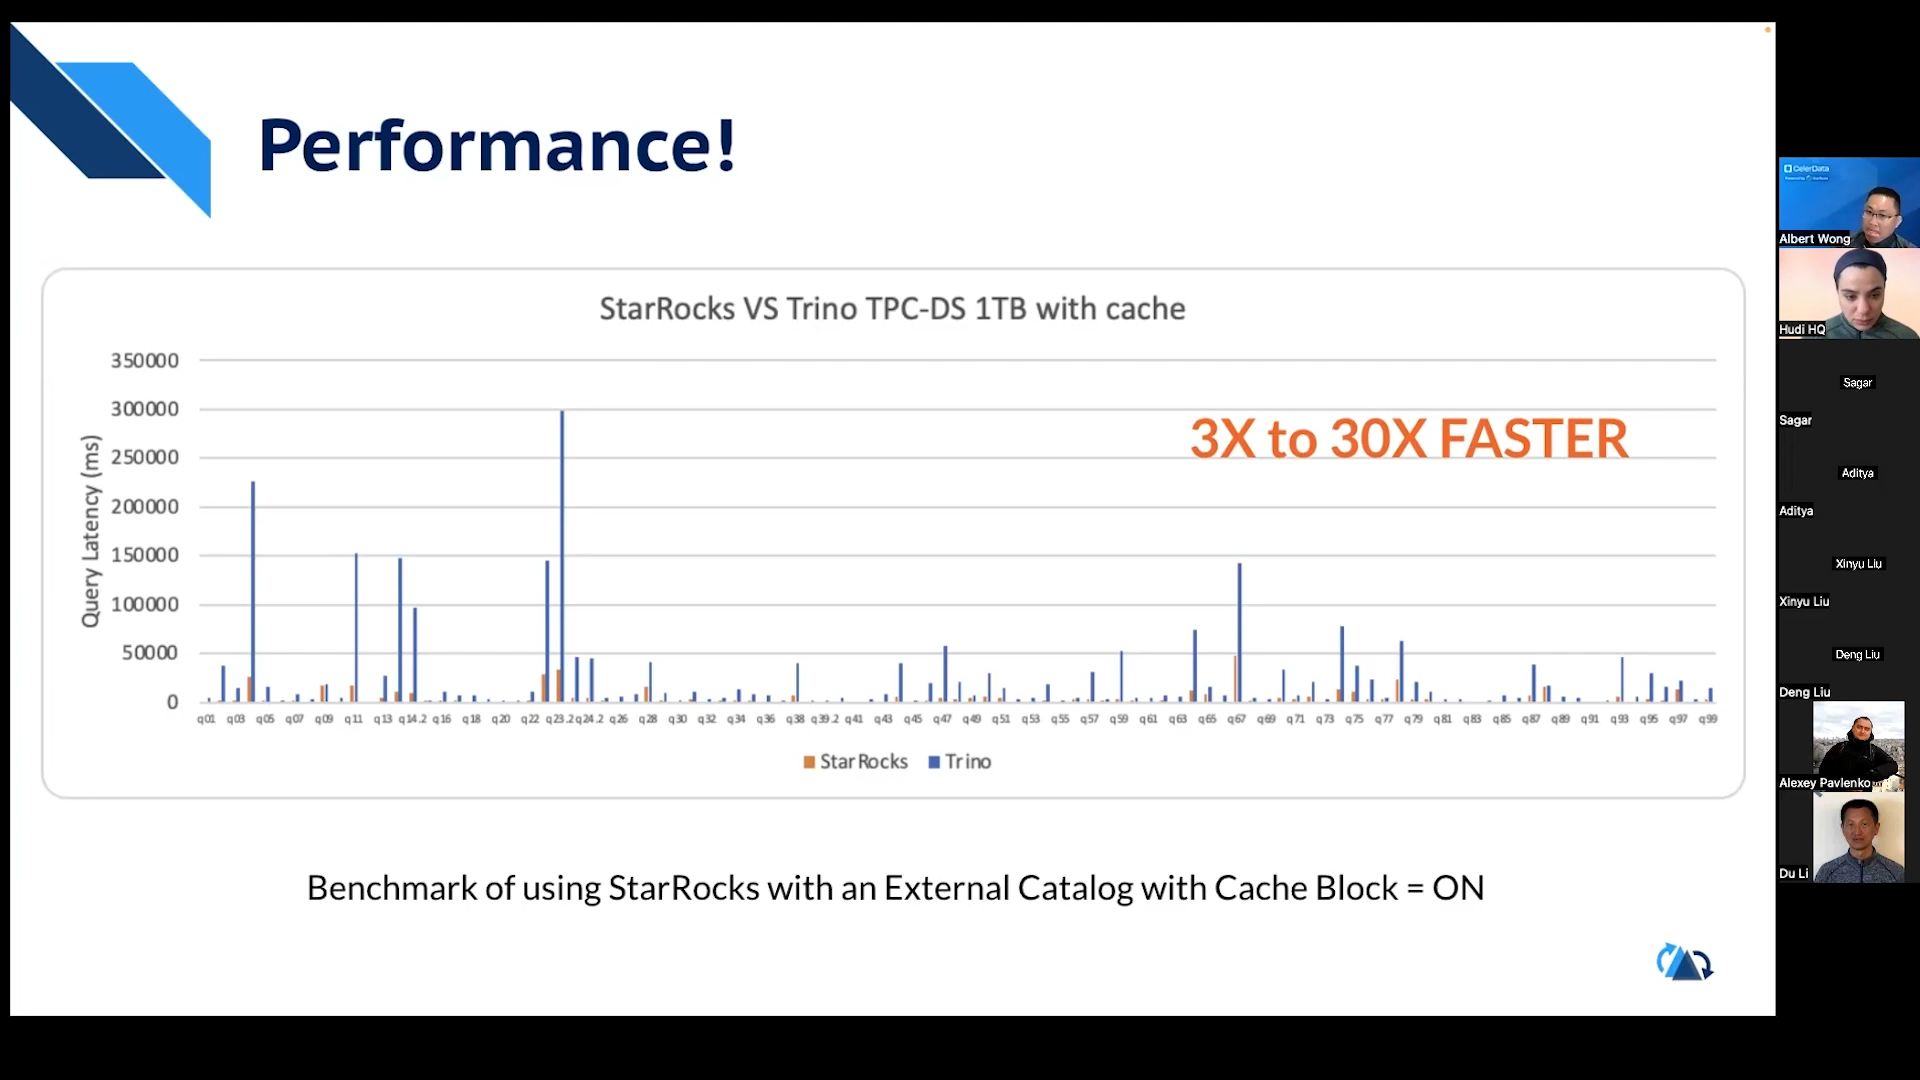 Performance!
StarRocks VS Trino TPC-DS 1TB with cache
3X to 30X FASTER
Query Latency (ms)
350000
300000
250000
200000
150000
100000
50000
0
q01 q03 q05 q07 q09 q11 q13 q14.2 q16 q18 q20 q22 q23.2 q24.2 q26 q28 q30 q32 q34 q36 q38 q39.2 q41 q43 q45 q47 q49 q51 q53 q55 q57 q59 q61 q63 q65 q67 q69 q71 q73 q75 q77 q79 q81 q83 q85 q87 q89 q91 q93 q95 q97 q99
StarRocks Trino
Benchmark of using StarRocks with an External Catalog with Cache Block = ON
CelerData
Albert Wong
Hudi HQ
Sagar
Sagar
Aditya
Aditya
Xinyu Liu
Xinyu Liu
Deng Liu
Deng Liu
Alexey Pavlenko
Du Li